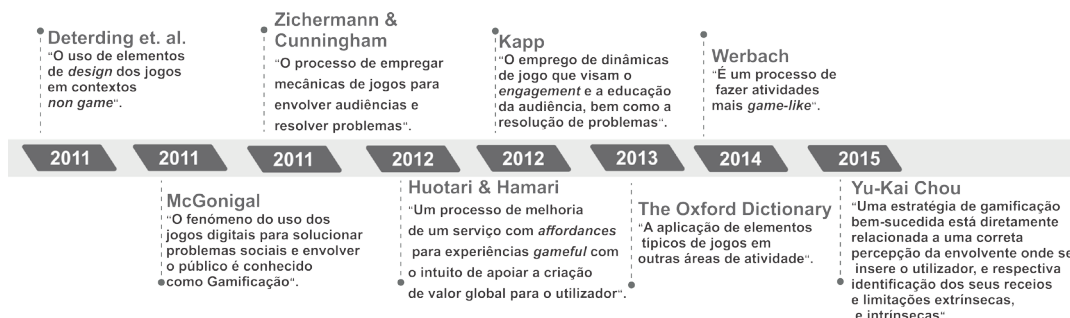 Deterding et. al.
“O uso de elementos
de design dos jogos
em contextos
non game“.
Zichermann &
Cunningham
“O processo de empregar
mecânicas de jogos para
envolver audiências e
resolver problemas“.
Kapp
“O emprego de dinâmicas
de jogo que visam o
engagement e a educação
da audiência, bem como a
resolução de problemas“.
Werbach
“É um processo de
fazer atividades
mais game-like“.
2011
2011
2011
2012
2012
2013
2014
2015
McGonigal
“O fenómeno do uso dos
jogos digitais para solucionar
problemas sociais e envolver
o público é conhecido
como Gamificação“.
Huotari & Hamari
“Um processo de melhoria
de um serviço com affordances
para experiências gameful com
o intuito de apoiar a criação
de valor global para o utilizador“.
The Oxford Dictionary
“A aplicação de elementos
típicos de jogos em
outras áreas de atividade“.
Yu-Kai Chou
“Uma estratégia de gamificação
bem-sucedida está diretamente
relacionada a uma correta
percepção da envolvente onde se
insere o utilizador, e respectiva
identificação dos seus receios
e limitações extrínsecas,
e intrínsecas“